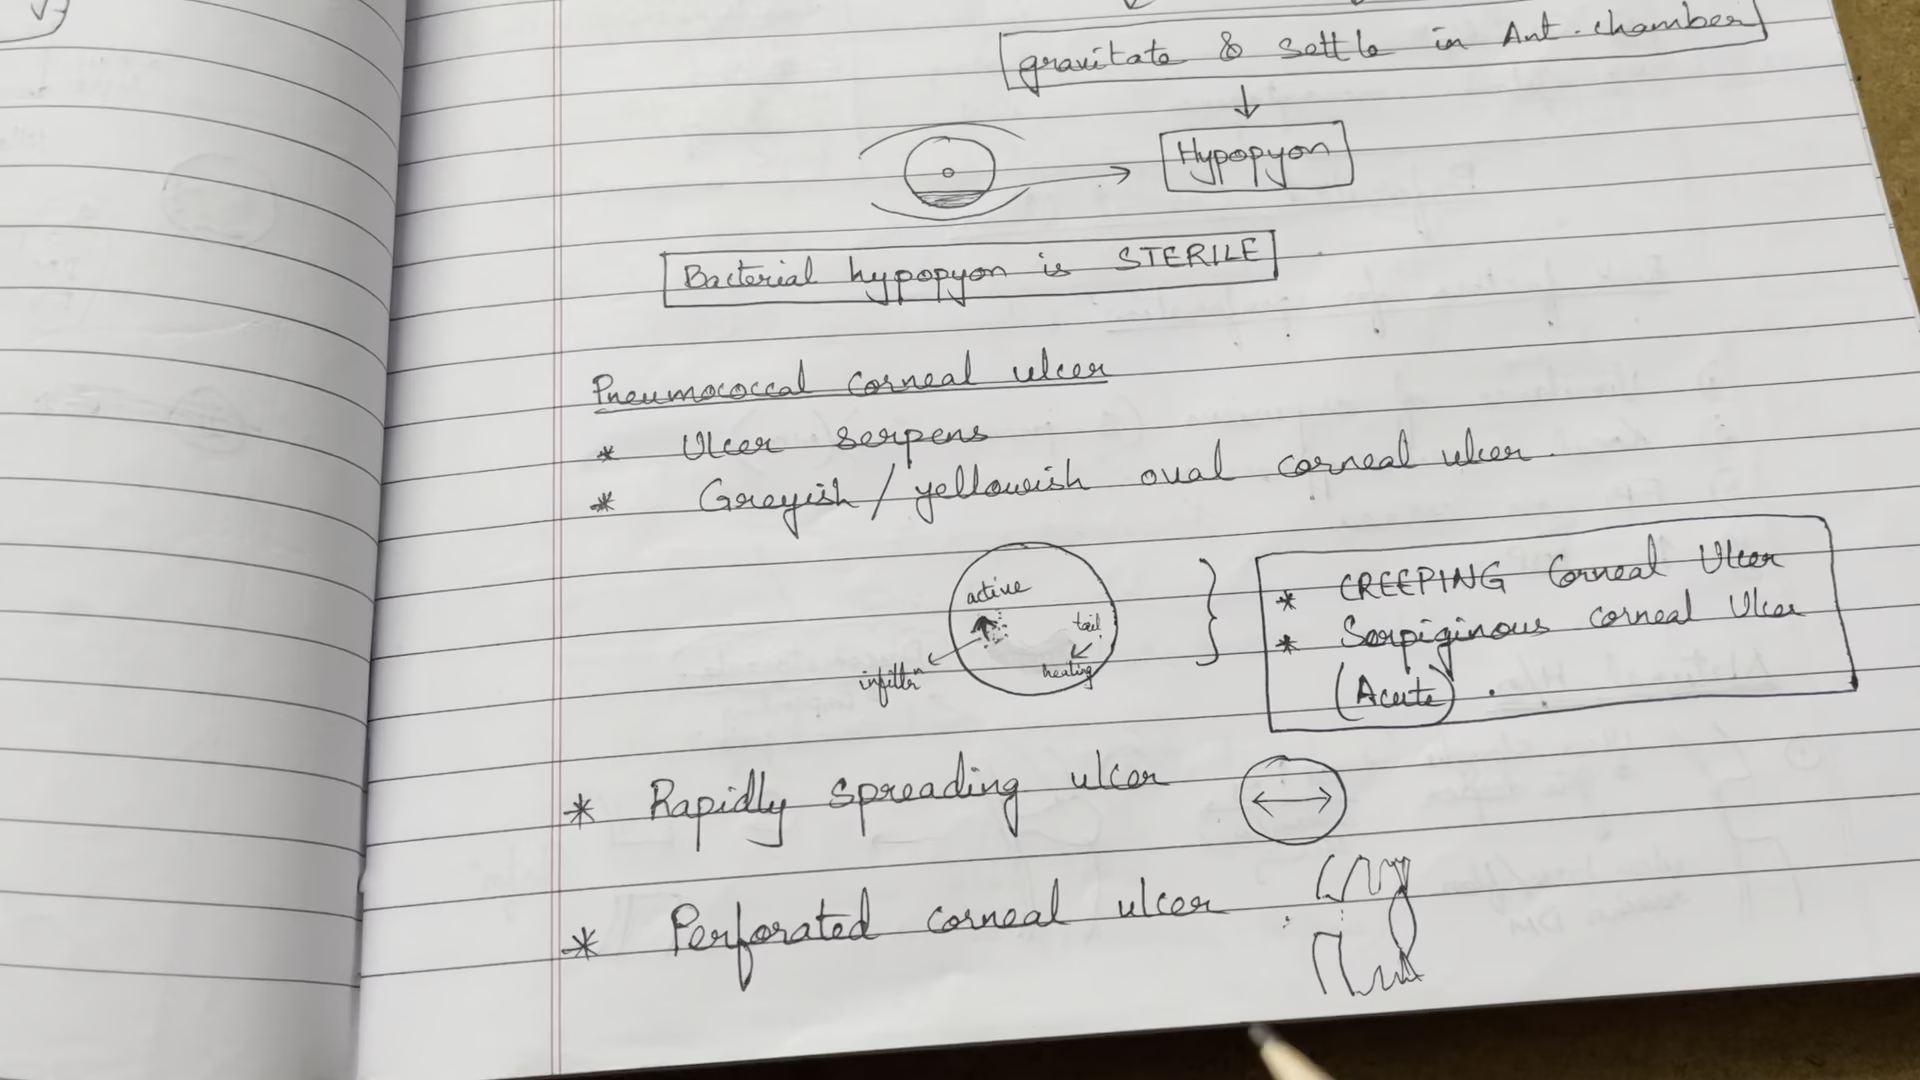 gravitate & settle in Ant. chamber
Hypopyon
Bacterial hypopyon is STERILE
Pneumococcal corneal ulcer
* Ulcer serpens
* Greyish / yellowish oval corneal ulcer.
active
tail
healing
infiltrⁿ
* CREEPING Corneal Ulcer
* Serpiginous corneal Ulcer
(Acute).
* Rapidly spreading ulcer
* Perforated corneal ulcer